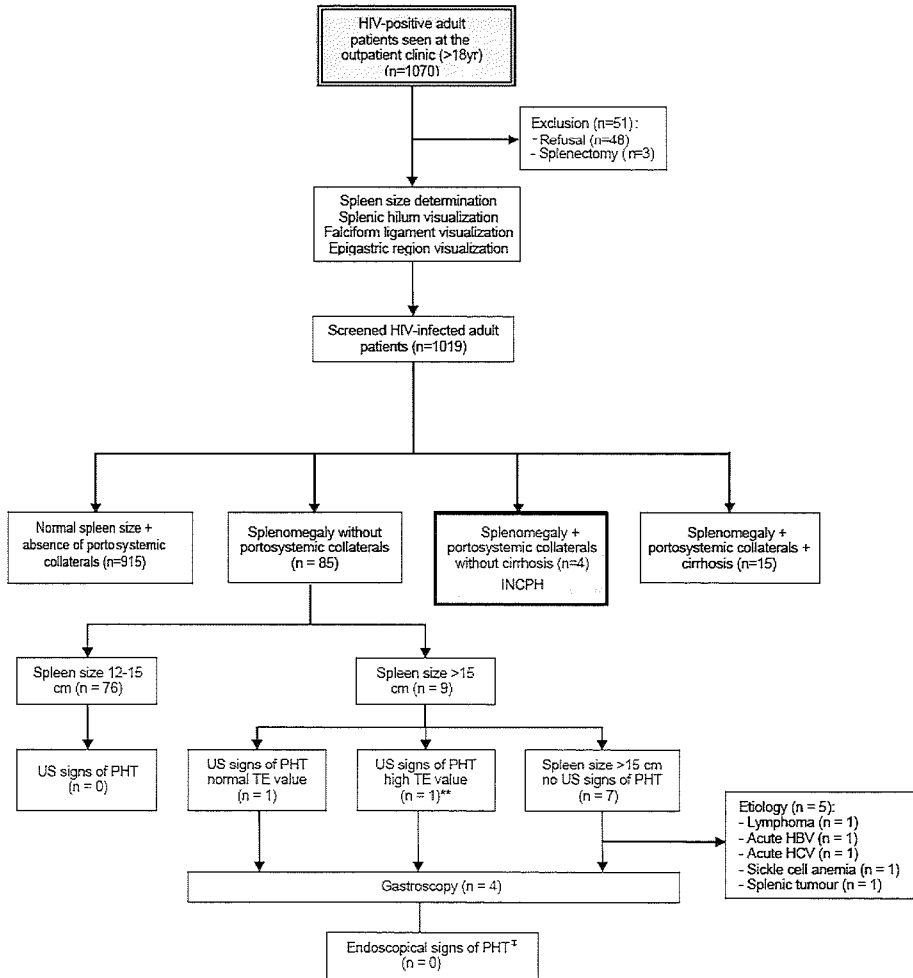 HIV-positive adult
patients seen at the
outpatient clinic (>18yr)
(n=1070)
Exclusion (n=51) :
- Refusal (n=48)
- Splenectomy (n=3)
Spleen size determination
Splenic hilum visualization
Falciform ligament visualization
Epigastric region visualization
Screened HIV-infected adult
patients (n=1019)
Normal spleen size +
absence of portosystemic
collaterals (n=915)
Splenomegaly without
portosystemic collaterals
(n = 85)
Splenomegaly +
portosystemic collaterals
without cirrhosis (n=4)
INCPH
Splenomegaly +
portosystemic collaterals +
cirrhosis (n=15)
Spleen size 12-15
cm (n = 76)
Spleen size >15
cm (n = 9)
US signs of PHT
(n = 0)
US signs of PHT
normal TE value
(n = 1)
US signs of PHT
high TE value
(n = 1)**
Spleen size >15 cm
no US signs of PHT
(n = 7)
Etiology (n = 5):
- Lymphoma (n = 1)
- Acute HBV (n = 1)
- Acute HCV (n = 1)
- Sickle cell anemia (n = 1)
- Splenic tumour (n = 1)
Gastroscopy (n = 4)
Endoscopical signs of PHT‡
(n = 0)